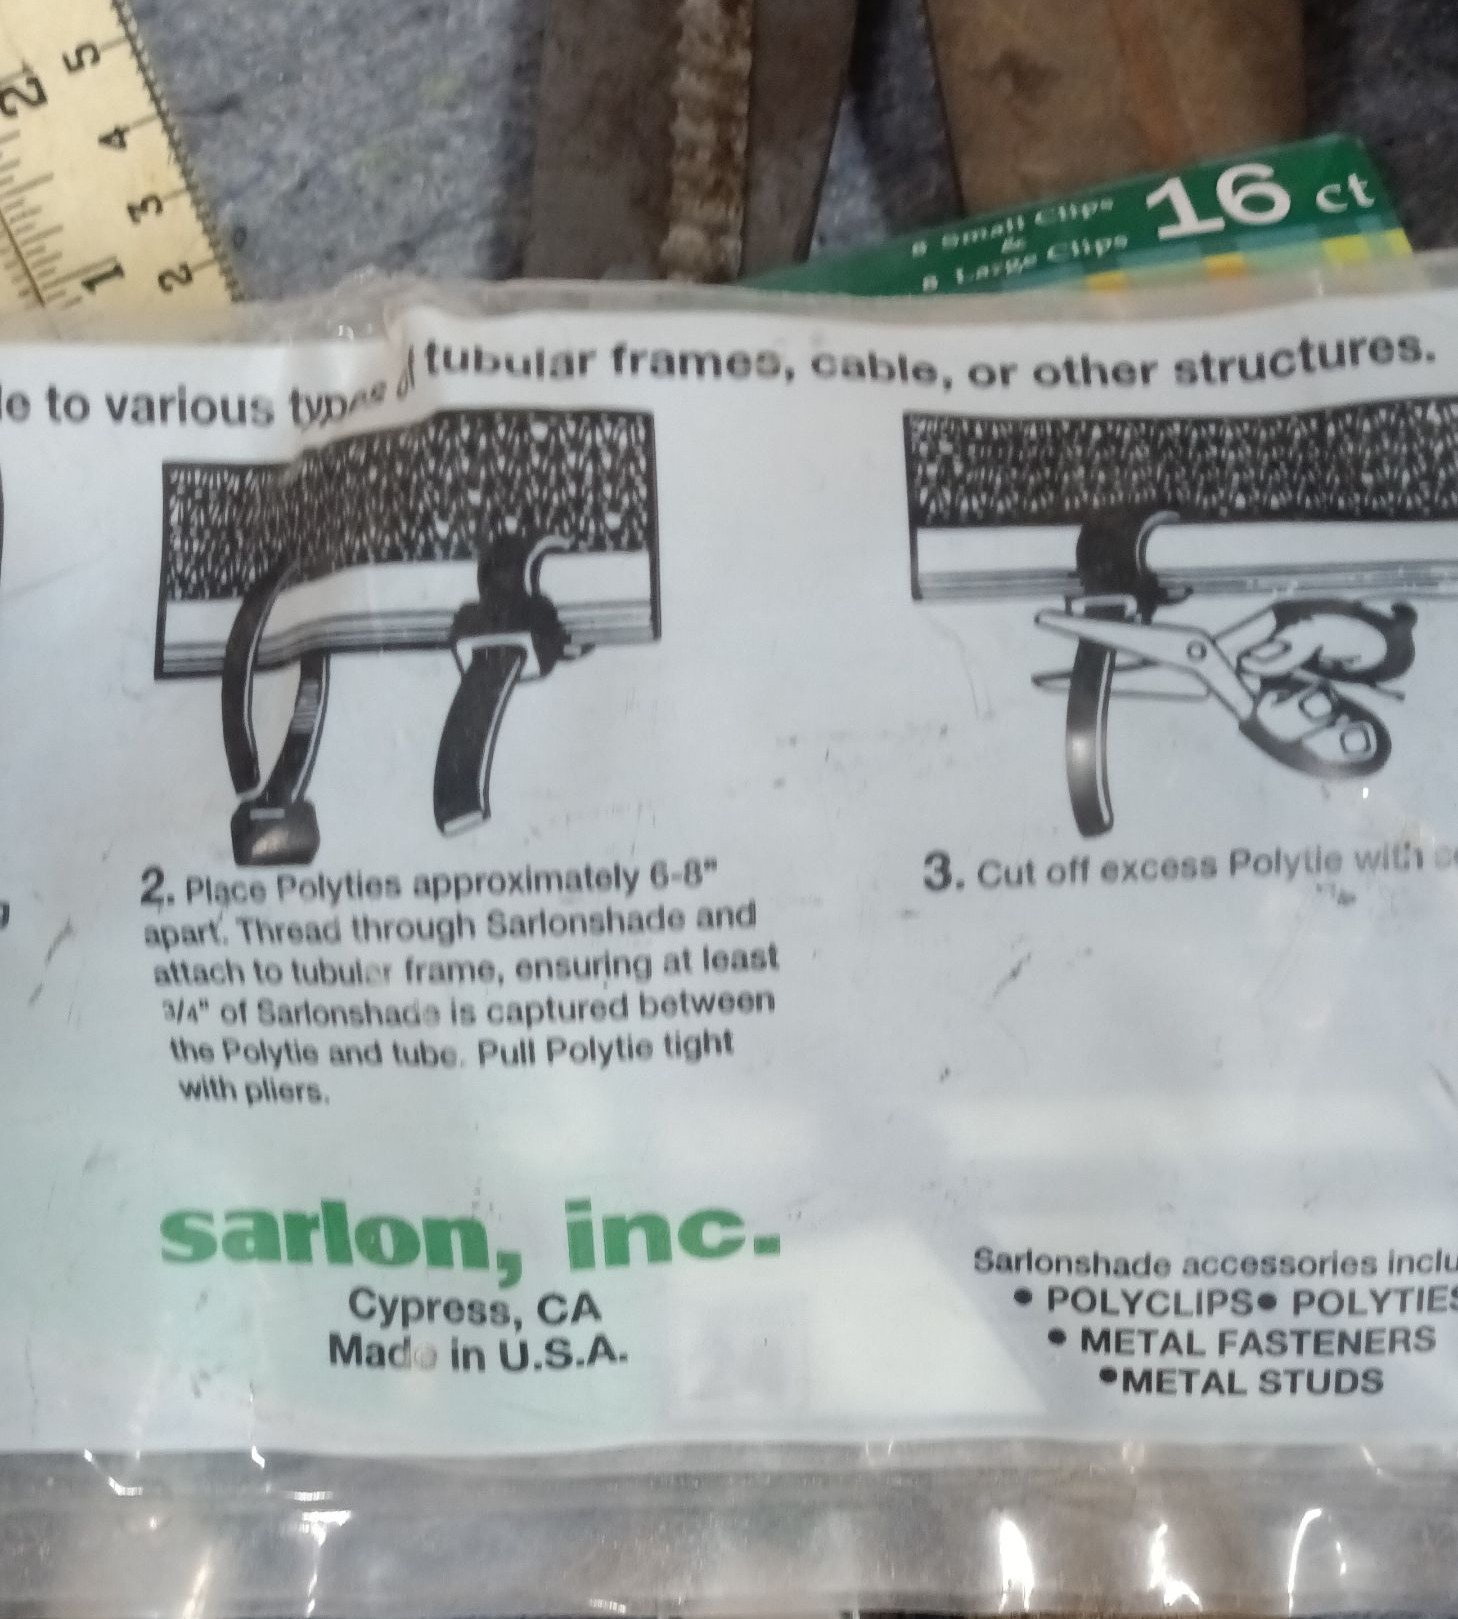 5
2
4
3
1
2
16 ct
8 Small Clips
&
8 Large Clips
to various types of tubular frames, cable, or other structures.
2. Place Polyties approximately 6-8"
apart. Thread through Sarlonshade and
attach to tubular frame, ensuring at least
3/4" of Sarlonshade is captured between
the Polytie and tube. Pull Polytie tight
with pliers.
3. Cut off excess Polytie with
sarlon, inc.
Cypress, CA
Made in U.S.A.
Sarlonshade accessories
• POLYCLIPS • POLYTIES
• METAL FASTENERS
• METAL STUDS